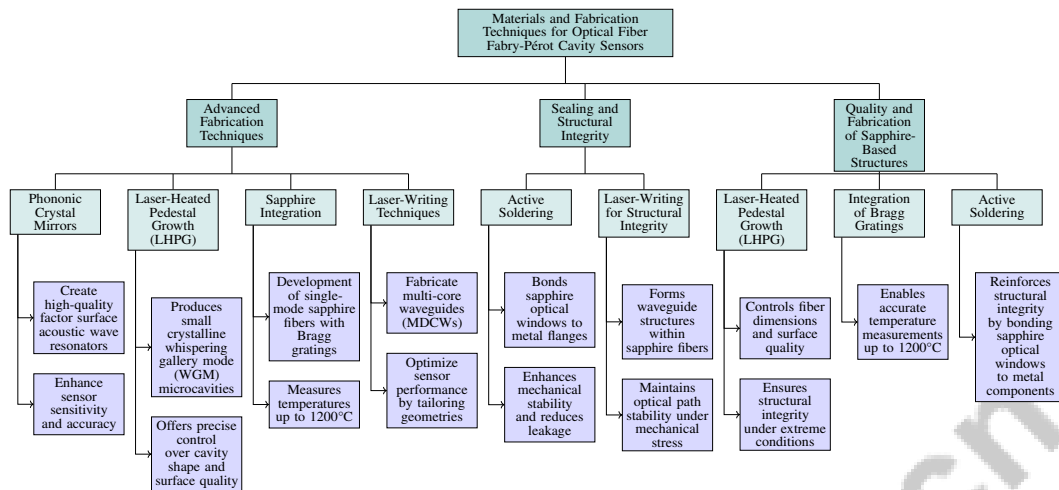 Materials and Fabrication
Techniques for Optical Fiber
Fabry-Pérot Cavity Sensors
Advanced
Fabrication
Techniques
Sealing and
Structural
Integrity
Quality and
Fabrication
of Sapphire-
Based
Structures
Phononic
Crystal
Mirrors
Laser-Heated
Pedestal
Growth
(LHPG)
Sapphire
Integration
Laser-Writing
Techniques
Active
Soldering
Laser-Writing
for Structural
Integrity
Laser-Heated
Pedestal
Growth
(LHPG)
Integration
of Bragg
Gratings
Active
Soldering
Create
high-quality
factor surface
acoustic wave
resonators
Produces
small
crystalline
whispering
gallery mode
(WGM)
microcavities
Development
of single-
mode sapphire
fibers with
Bragg
gratings
Fabricate
multi-core
waveguides
(MDCWs)
Bonds
sapphire
optical
windows to
metal flanges
Forms
waveguide
structures
within
sapphire fibers
Controls fiber
dimensions
and surface
quality
Enables
accurate
temperature
measurements
up to 1200°C
Reinforces
structural
integrity
by bonding
sapphire
optical
windows
to metal
components
Enhance
sensor
sensitivity
and accuracy
Offers precise
control
over cavity
shape and
surface quality
Measures
temperatures
up to 1200°C
Optimize
sensor
performance
by tailoring
geometries
Enhances
mechanical
stability
and reduces
leakage
Maintains
optical path
stability under
mechanical
stress
Ensures
structural
integrity
under extreme
conditions